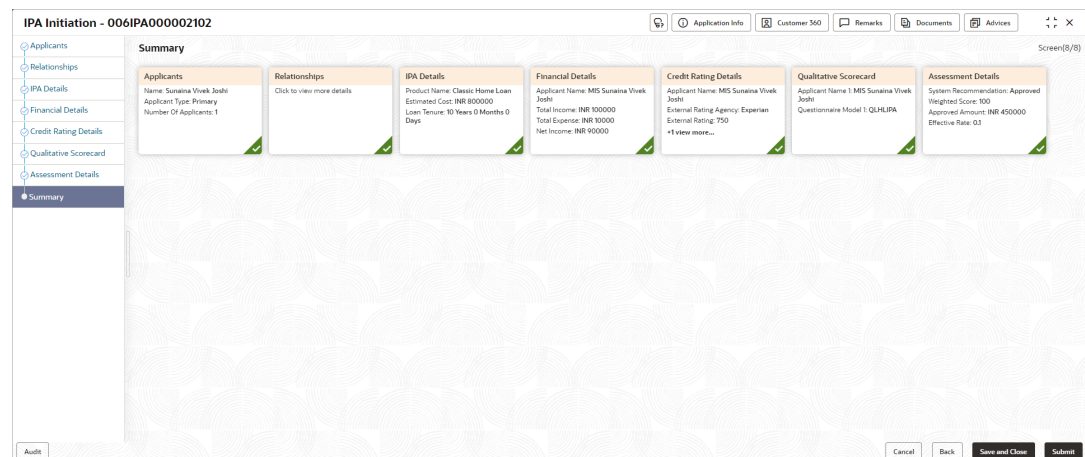 IPA Initiation - 006IPA000002102
Application Info
Customer 360
Remarks
Documents
Advices
Applicants
Relationships
IPA Details
Financial Details
Credit Rating Details
Qualitative Scorecard
Assessment Details
Summary
Summary
Screen(8/8)
Applicants
Name: Sunaina Vivek Joshi
Applicant Type: Primary
Number Of Applicants: 1
Relationships
Click to view more details
IPA Details
Product Name: Classic Home Loan
Estimated Cost: INR 800000
Loan Tenure: 10 Years 0 Months 0
Days
Financial Details
Applicant Name: MIS Sunaina Vivek
Joshi
Total Income: INR 100000
Total Expense: INR 10000
Net Income: INR 90000
Credit Rating Details
Applicant Name: MIS Sunaina Vivek
Joshi
External Rating Agency: Experian
External Rating: 750
+1 view more...
Qualitative Scorecard
Applicant Name 1: MIS Sunaina Vivek
Joshi
Questionnaire Model 1: QLHLIPA
Assessment Details
System Recommendation: Approved
Weighted Score: 100
Approved Amount: INR 450000
Effective Rate: 0.1
Audit
Cancel
Back
Save and Close
Submit